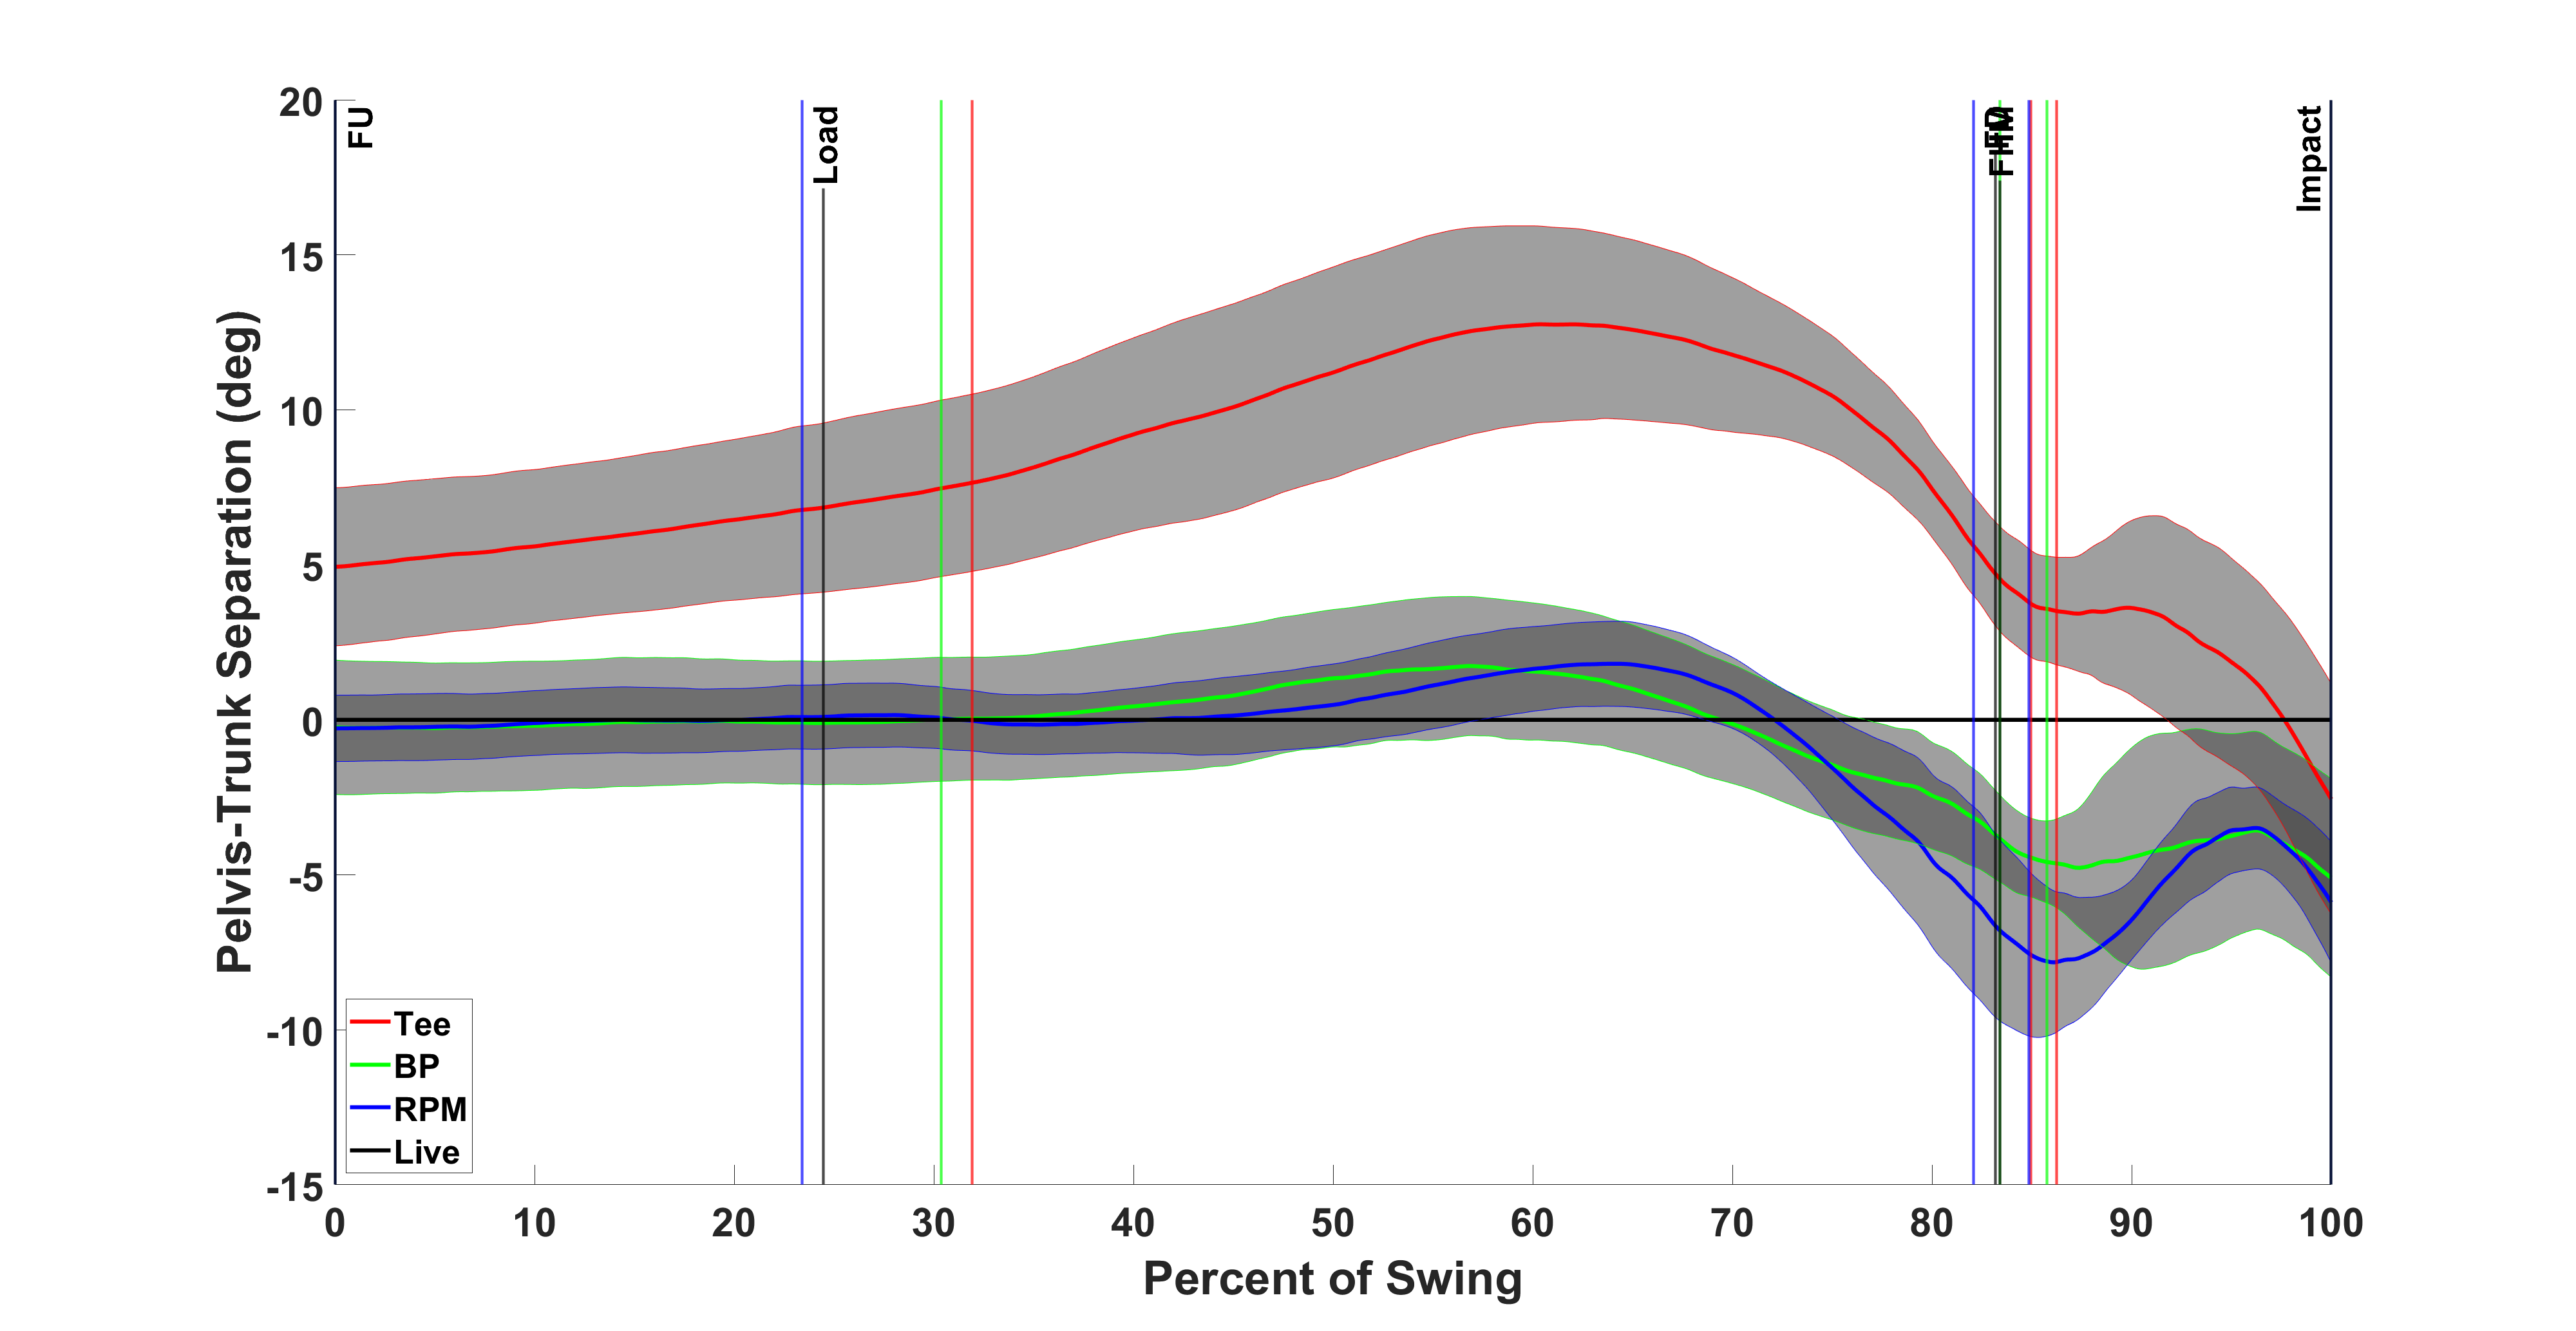 Pelvis-Trunk Separation (deg)
20
15
10
5
0
-5
-10
-15
FU
Load
Impact
Tee
BP
RPM
Live
0 10 20 30 40 50 60 70 80 90 100
Percent of Swing